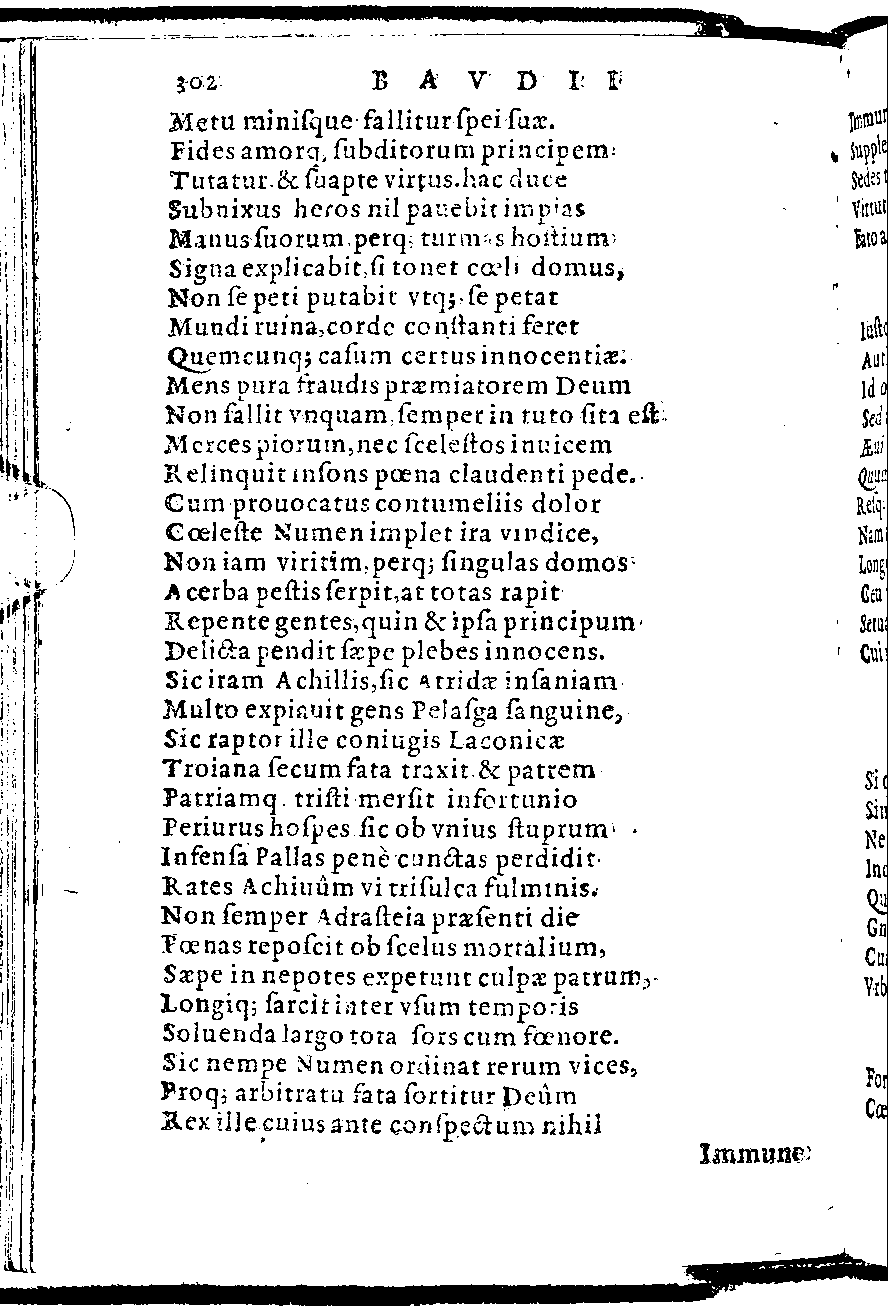 302 BAVDII
Metu miniſque fallitur ſpei ſuæ.
Fides amorq; ſubditorum principem
Tutatur. & ſuapte virtus. hac duce
Subnixus heros nil pauebit impias
Manus ſuorum, perq; turmas hoſtium
Signa explicabit, ſi tonet cœli domus,
Non ſe peti putabit vtq; ſe petat
Mundi ruina, corde conſtanti feret
Quemcunq; caſum certus innocentiæ.
Mens pura fraudis præmiatorem Deum
Non fallit vnquam, ſemper in tuto ſita eſt
Merces piorum, nec ſceleſtos inuicem
Relinquit inſons pœna claudenti pede.
Cum prouocatus contumeliis dolor
Cœleſte Numen implet ira vindice,
Non iam viritim, perq; ſingulas domos
Acerba peſtis ſerpit, at totas rapit
Repente gentes, quin & ipſa principum
Delicta pendit ſæpe plebes innocens.
Sic iram Achillis, ſic Atridæ inſaniam
Multo expiauit gens Pelaſga ſanguine,
Sic raptor ille coniugis Laconicæ
Troiana ſecum fata traxit & patrem
Patriamq. triſti merſit infortunio
Periurus hoſpes ſic ob vnius ſtuprum
Infenſa Pallas penè cunctas perdidit
Rates Achiuûm vi triſulca fulminis.
Non ſemper Adraſteia præſenti die
Pœnas repoſcit ob ſcelus mortalium,
Sæpe in nepotes expetunt culpæ patrum,
Longiq; ſarcit inter vſum temporis
Soluenda largo tota ſors cum fœnore.
Sic nempe Numen ordinat rerum vices,
Proq; arbitratu fata ſortitur Deûm
Rex ille cuius ante conſpectum nihil
Immune
Immun
Supple
Sedes t
Virtut
Fato a
Iuſto
Aut
Id o
Sed
Æui
Quum
Reſq.
Nam
Long
Ceu
Setua
Cui
Si
Siu
Ne
Inc
Qu
Gn
Cui
Vrb
For
Cœ